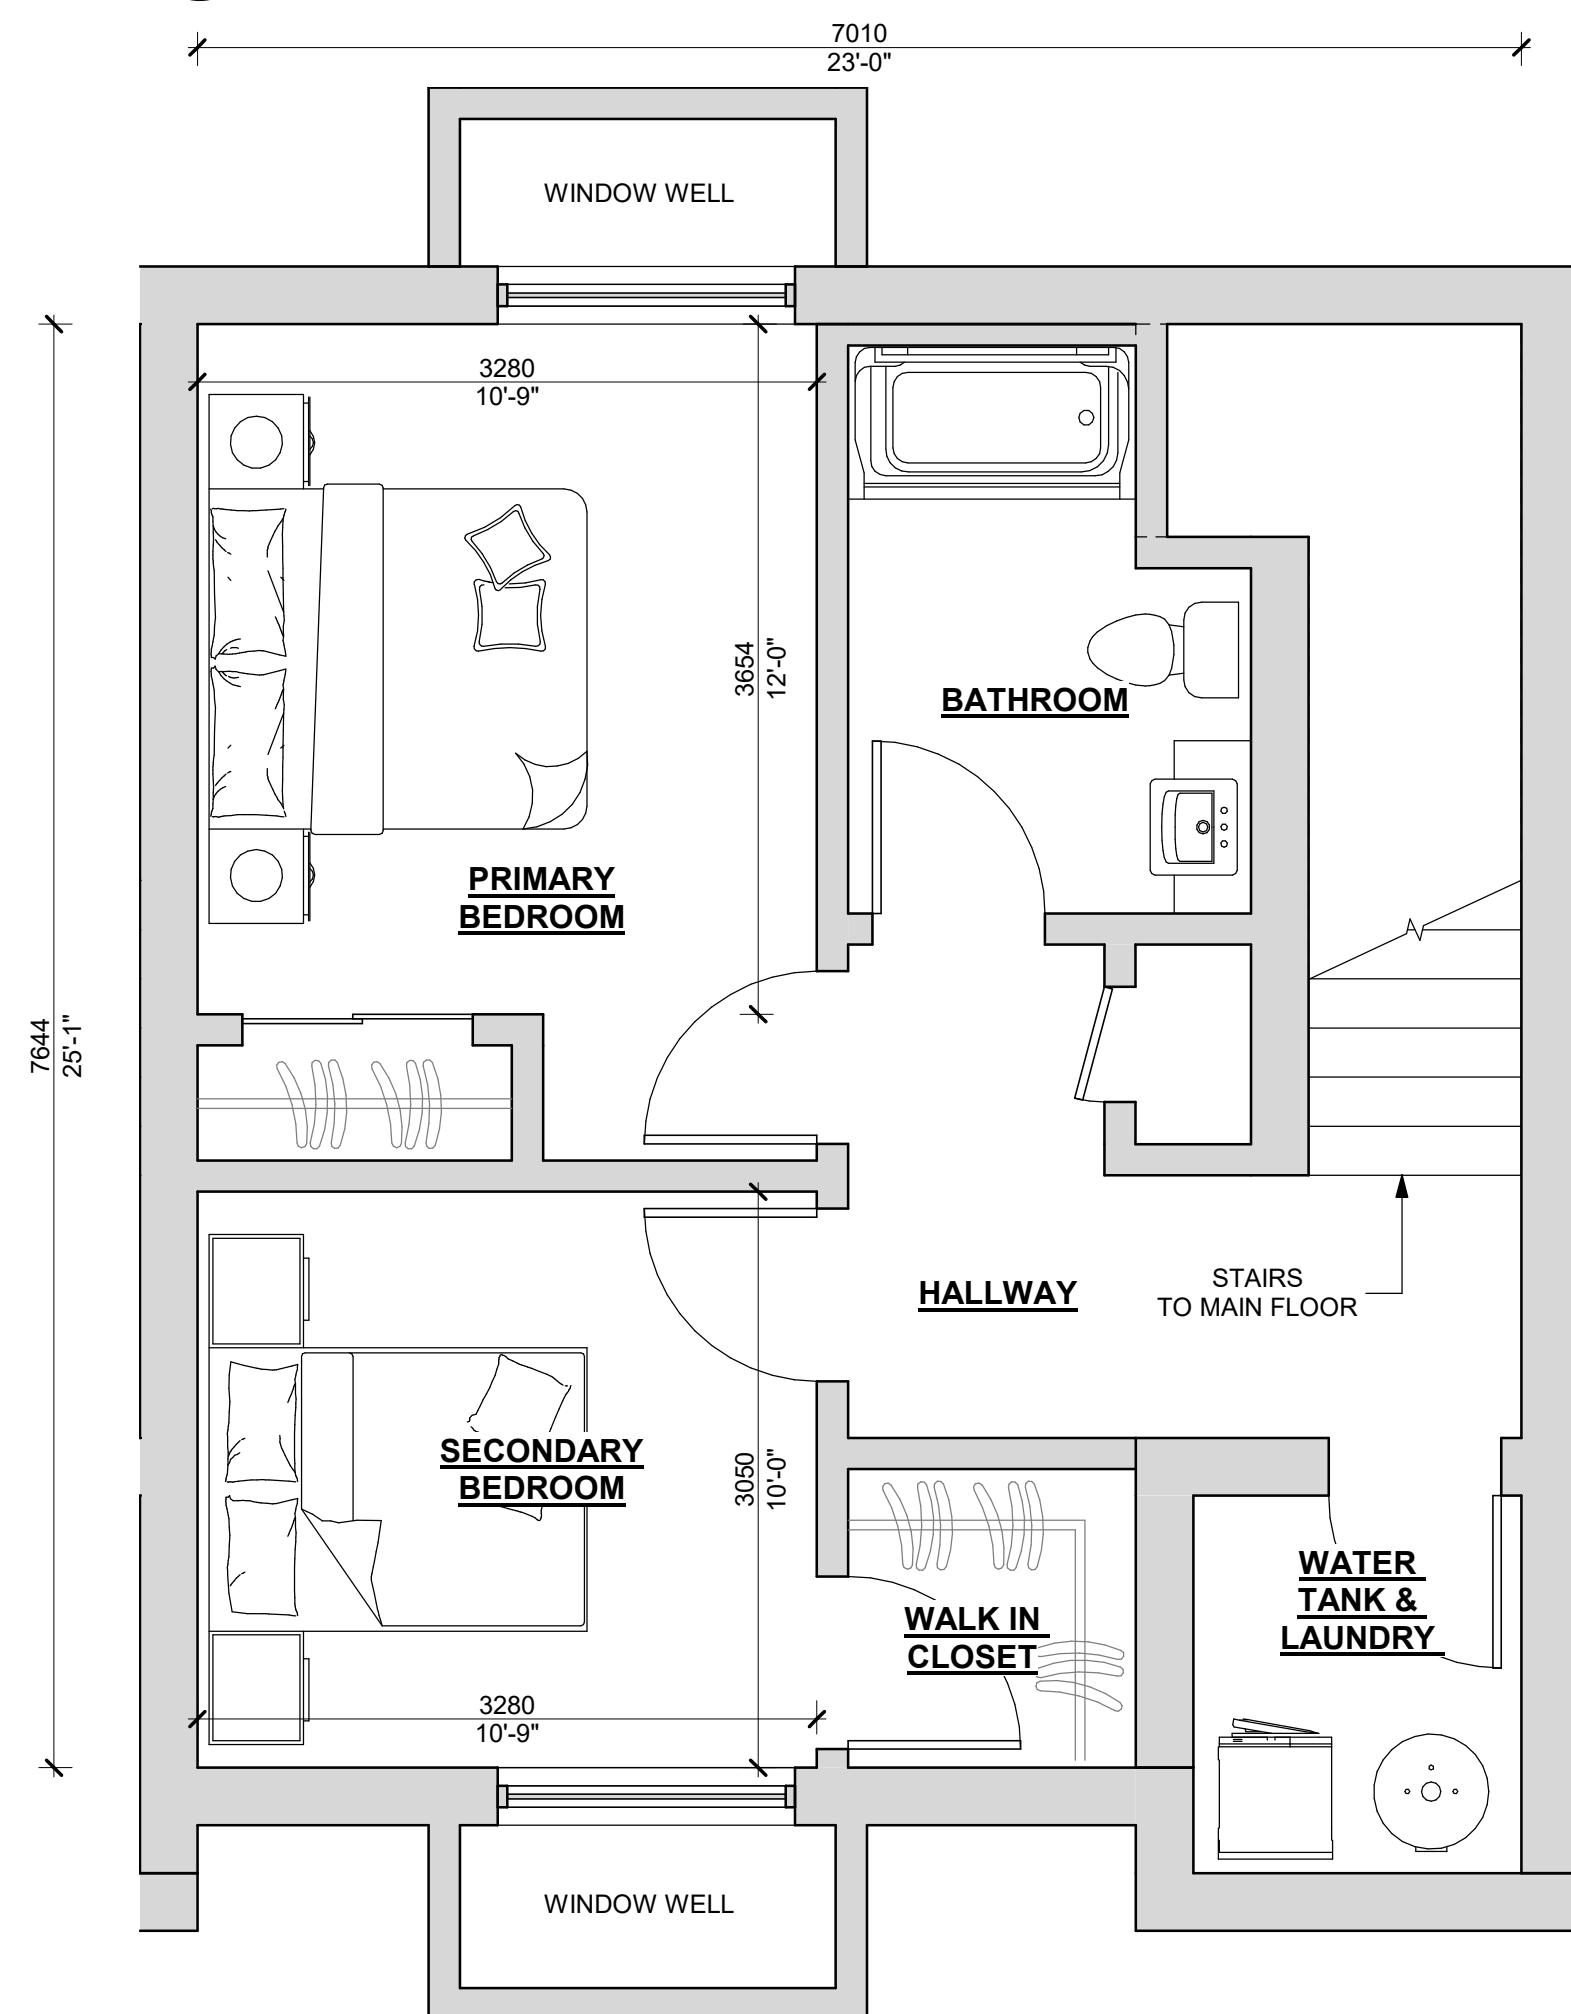 7010
23'-0"
WINDOW WELL
3280
10'-9"
3654
12'-0"
BATHROOM
PRIMARY
BEDROOM
7644
25'-1"
HALLWAY
STAIRS
TO MAIN FLOOR
SECONDARY
BEDROOM
3050
10'-0"
WATER
TANK &
LAUNDRY
WALK IN
CLOSET
3280
10'-9"
WINDOW WELL